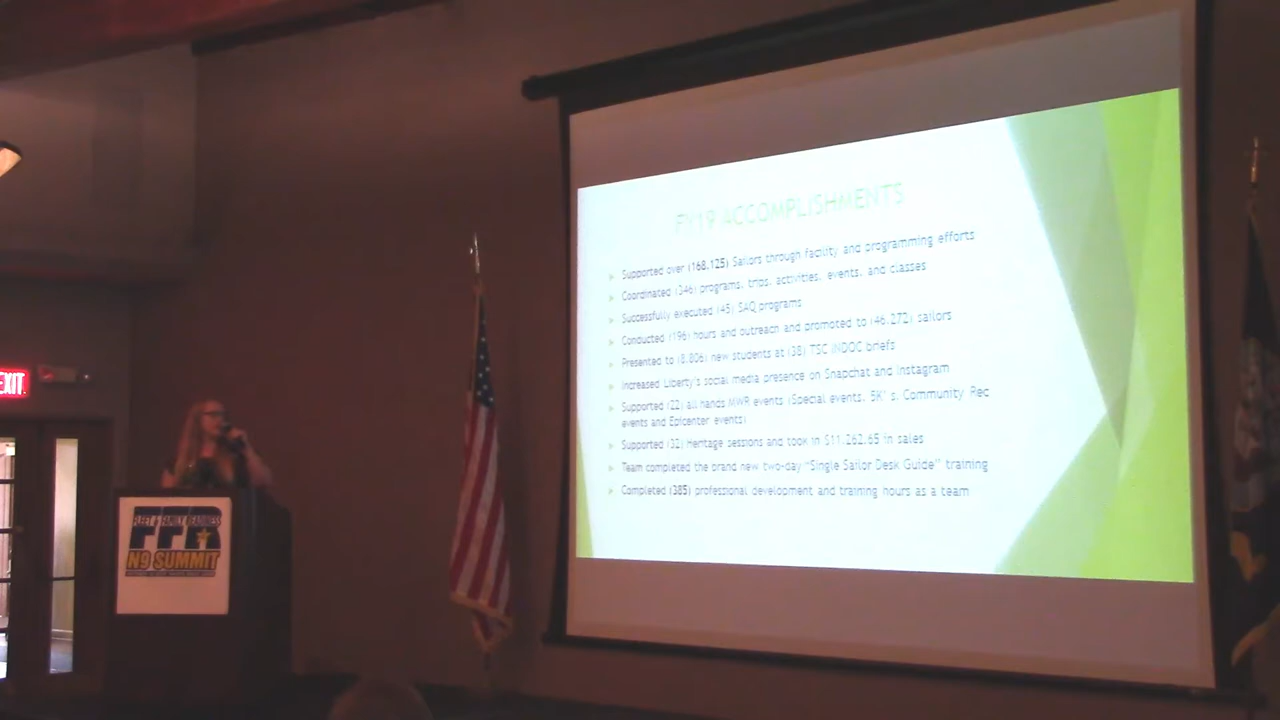 FY19 ACCOMPLISHMENTS
Supported over (168,125) Sailors through facility and programming efforts
Coordinated (346) programs, trips, activities, events, and classes
Successfully executed (45) SAQ programs
Conducted (196) hours and outreach and promoted to (46,272) sailors
Presented to (8,806) new students at (38) TSC INDOC briefs
Increased Liberty's social media presence on Snapchat and Instagram
Supported (22) all hands MWR events (Special events, 5K' s, Community Rec
events and Epicenter events)
Supported (32) Heritage sessions and took in $11,262.65 in sales
Team completed the brand new two-day "Single Sailor Desk Guide" training
Completed (385) professional development and training hours as a team
EXIT
FLEET & FAMILY READINESS
FFR
N9 SUMMIT